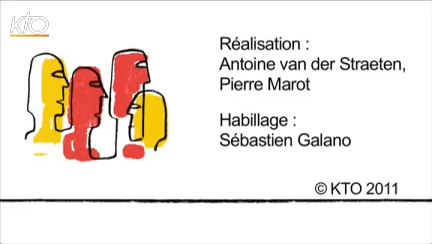 KTO
Réalisation :
Antoine van der Straeten,
Pierre Marot
Habillage :
Sébastien Galano
© KTO 2011